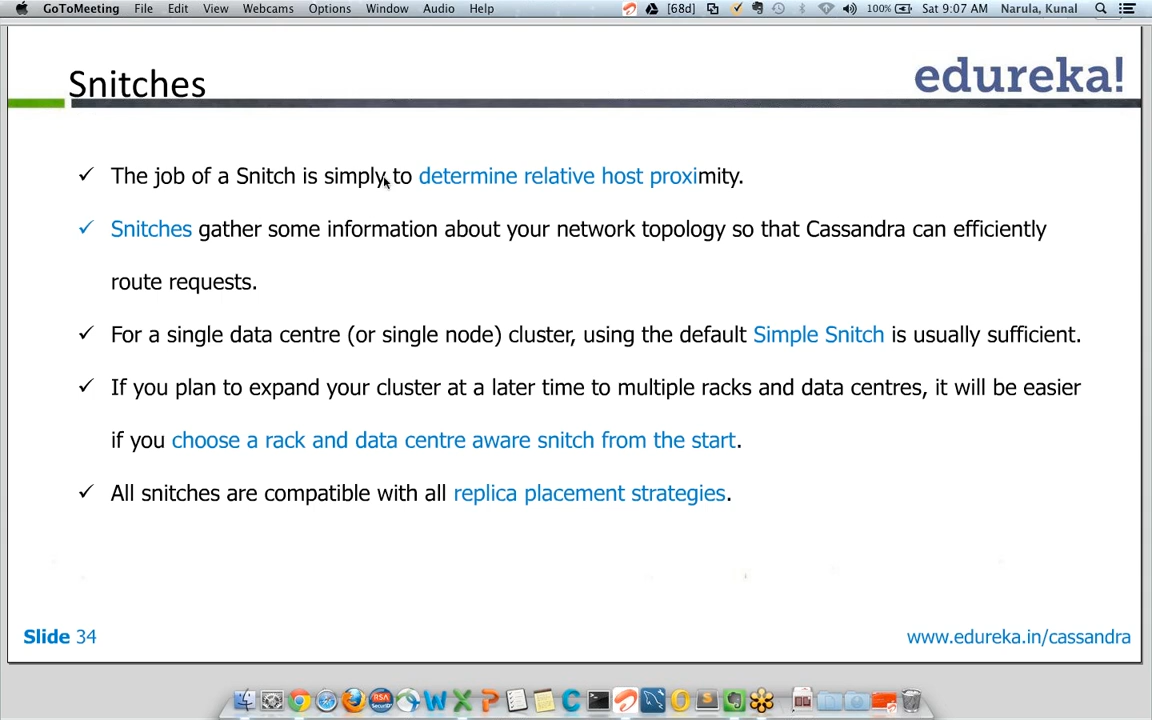 GoToMeeting File Edit View Webcams Options Window Audio Help [68d] 100% Sat 9:07 AM Narula, Kunal
Snitches
edureka!
The job of a Snitch is simply to determine relative host proximity.
Snitches gather some information about your network topology so that Cassandra can efficiently
route requests.
For a single data centre (or single node) cluster, using the default Simple Snitch is usually sufficient.
If you plan to expand your cluster at a later time to multiple racks and data centres, it will be easier
if you choose a rack and data centre aware snitch from the start.
All snitches are compatible with all replica placement strategies.
Slide 34
www.edureka.in/cassandra